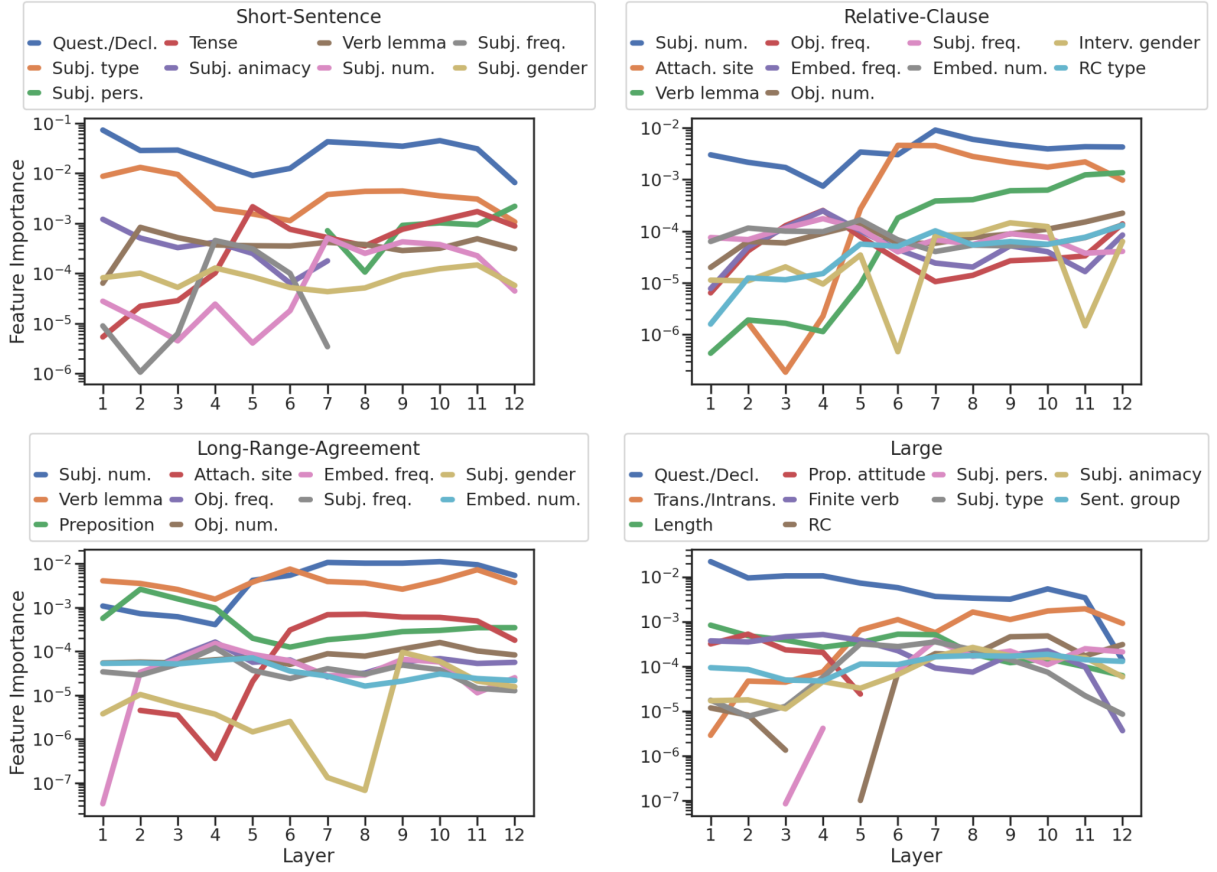 Short-Sentence
Quest./Decl. Tense Verb lemma Subj. freq.
Subj. type Subj. animacy Subj. num. Subj. gender
Subj. pers.
Feature Importance
10⁻¹
10⁻²
10⁻³
10⁻⁴
10⁻⁵
10⁻⁶
1 2 3 4 5 6 7 8 9 10 11 12
Relative-Clause
Subj. num. Obj. freq. Subj. freq. Interv. gender
Attach. site Embed. freq. Embed. num. RC type
Verb lemma Obj. num.
10⁻²
10⁻³
10⁻⁴
10⁻⁵
10⁻⁶
1 2 3 4 5 6 7 8 9 10 11 12
Long-Range-Agreement
Subj. num. Attach. site Embed. freq. Subj. gender
Verb lemma Obj. freq. Subj. freq. Embed. num.
Preposition Obj. num.
Feature Importance
10⁻²
10⁻³
10⁻⁴
10⁻⁵
10⁻⁶
10⁻⁷
1 2 3 4 5 6 7 8 9 10 11 12
Layer
Large
Quest./Decl. Prop. attitude Subj. pers. Subj. animacy
Trans./Intrans. Finite verb Subj. type Sent. group
Length RC
10⁻²
10⁻³
10⁻⁴
10⁻⁵
10⁻⁶
10⁻⁷
1 2 3 4 5 6 7 8 9 10 11 12
Layer